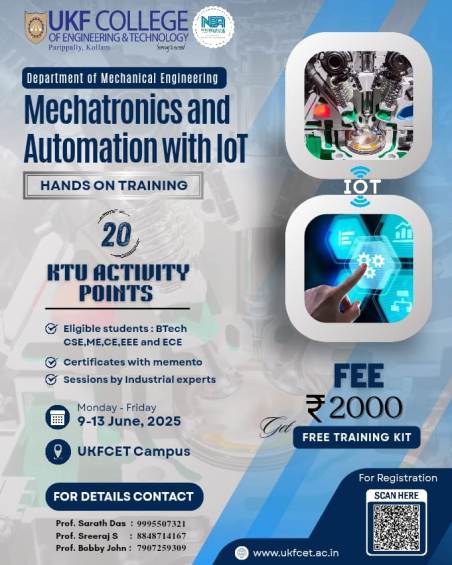 UKF COLLEGE
OF ENGINEERING & TECHNOLOGY
Parippally, Kollam
NBA
Department of Mechanical Engineering
Mechatronics and
Automation with IoT
HANDS ON TRAINING
IOT
20
KTU ACTIVITY
POINTS
Eligible students : BTech
CSE,ME,CE,EEE and ECE
Certificates with memento
Sessions by Industrial experts
Monday - Friday
9-13 June, 2025
UKFCET Campus
FEE
₹ 2000
Get
FREE TRAINING KIT
FOR DETAILS CONTACT
Prof. Sarath Das : 9995507321
Prof. Sreeraj S : 8848714167
Prof. Bobby John : 7907259309
For Registration
SCAN HERE
www.ukfcet.ac.in